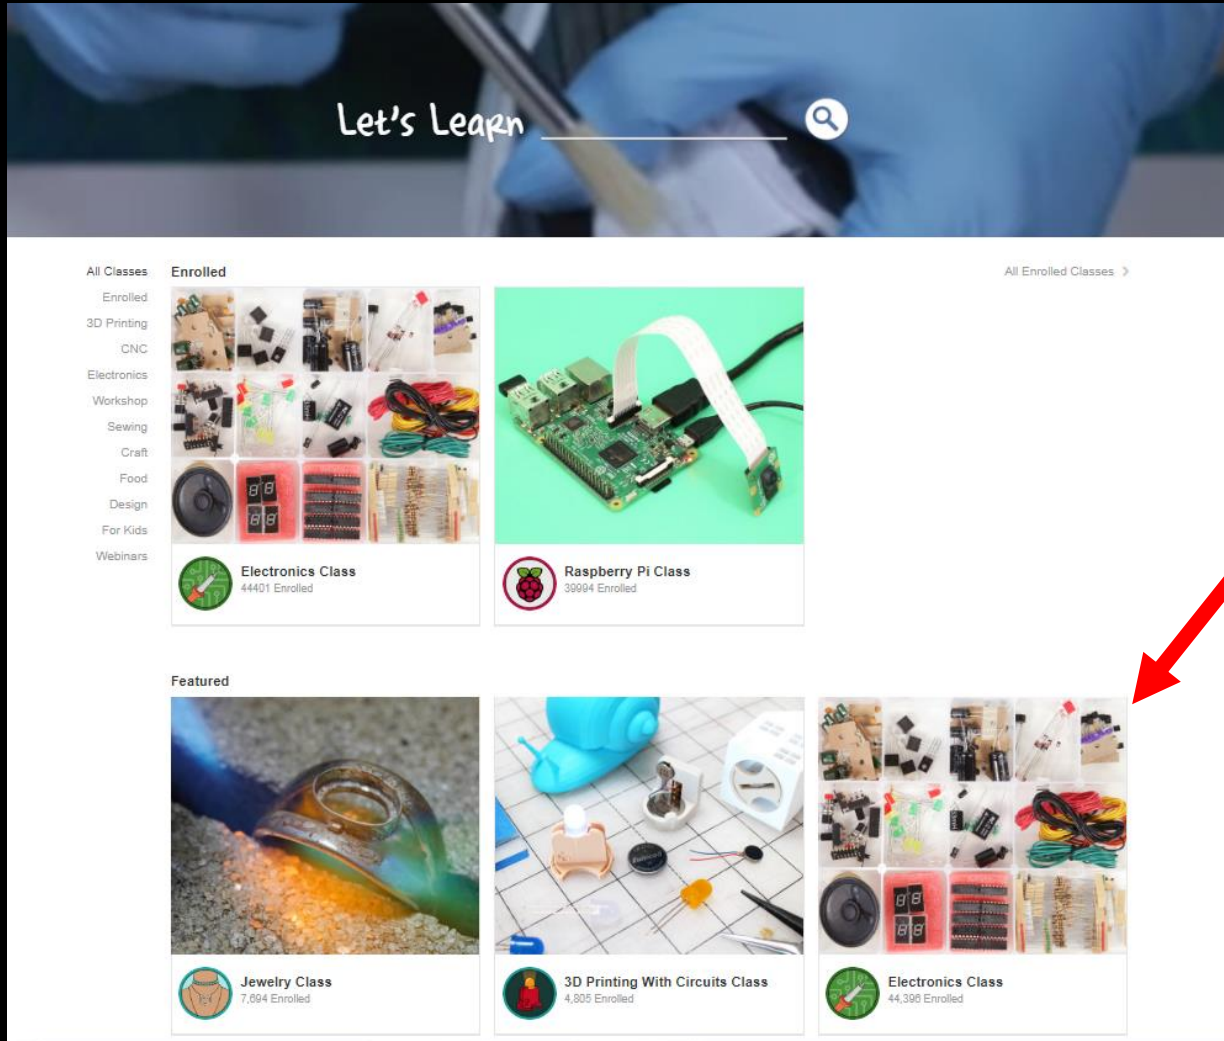 Let's Learn
All Classes
Enrolled
3D Printing
CNC
Electronics
Workshop
Sewing
Craft
Food
Design
For Kids
Webinars
Enrolled
All Enrolled Classes >
Electronics Class
44401 Enrolled
Raspberry Pi Class
39994 Enrolled
Featured
Jewelry Class
7,694 Enrolled
3D Printing With Circuits Class
4,805 Enrolled
Electronics Class
44,396 Enrolled